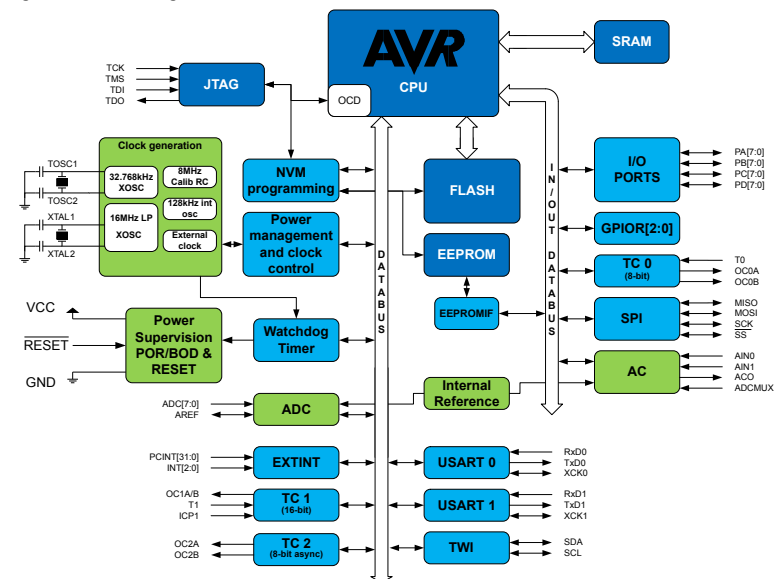 AVR
CPU
OCD
SRAM
TCK
TMS
TDI
TDO
JTAG
Clock generation
TOSC1
TOSC2
XTAL1
XTAL2
32.768kHz
XOSC
16MHz LP
XOSC
8MHz
Calib RC
128kHz int
osc
External
clock
NVM
programming
Power
management
and clock
control
FLASH
EEPROM
EEPROMIF
DATABUS
IN/OUT DATABUS
I/O
PORTS
PA[7:0]
PB[7:0]
PC[7:0]
PD[7:0]
GPIOR[2:0]
TC 0
(8-bit)
T0
OC0A
OC0B
SPI
MISO
MOSI
SCK
SS
AC
AIN0
AIN1
ACO
ADCMUX
VCC
RESET
GND
Power
Supervision
POR/BOD &
RESET
Watchdog
Timer
Internal
Reference
ADC[7:0]
AREF
ADC
PCINT[31:0]
INT[2:0]
EXTINT
OC1A/B
T1
ICP1
TC 1
(16-bit)
OC2A
OC2B
TC 2
(8-bit async)
USART 0
RxD0
TxD0
XCK0
USART 1
RxD1
TxD1
XCK1
TWI
SDA
SCL